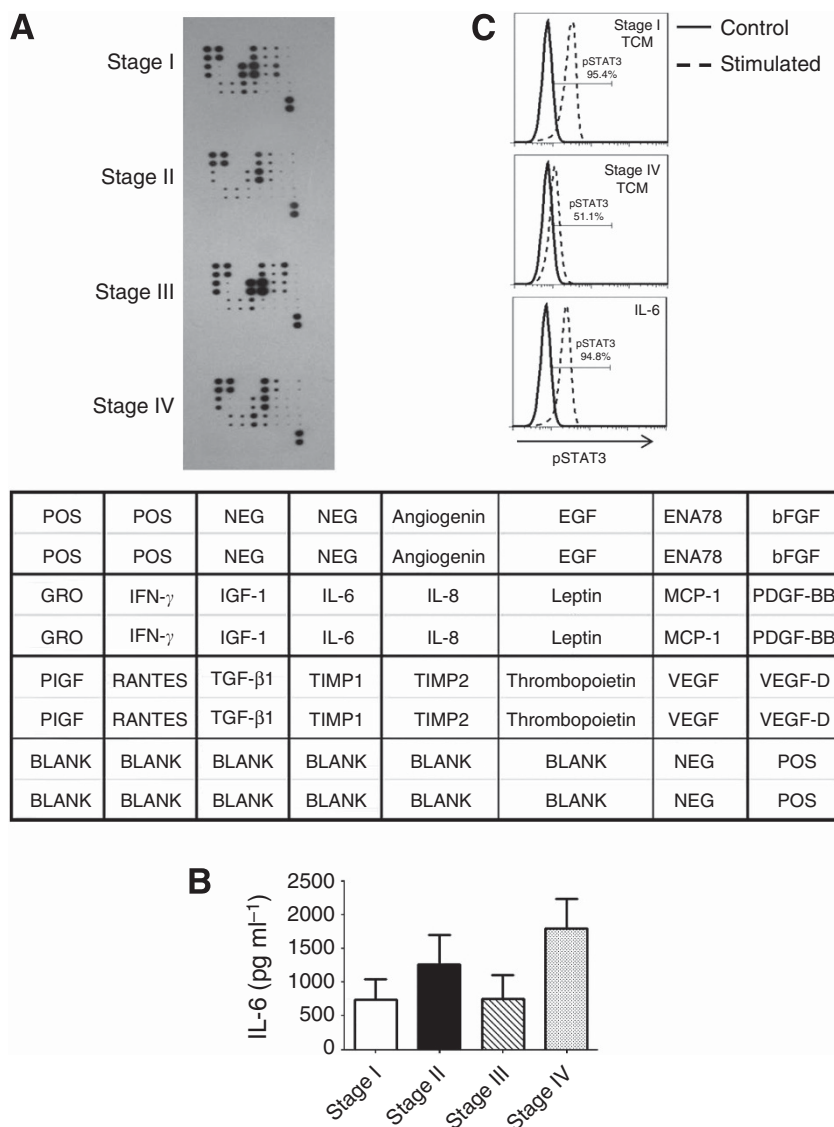 A
Stage I
Stage II
Stage III
Stage IV
C
Stage I
TCM
pSTAT3
95.4%
Control
Stimulated
Stage IV
TCM
pSTAT3
51.1%
IL-6
pSTAT3
94.8%
pSTAT3
POS POS NEG NEG Angiogenin EGF ENA78 bFGF
POS POS NEG NEG Angiogenin EGF ENA78 bFGF
GRO IFN-γ IGF-1 IL-6 IL-8 Leptin MCP-1 PDGF-BB
GRO IFN-γ IGF-1 IL-6 IL-8 Leptin MCP-1 PDGF-BB
PIGF RANTES TGF-β1 TIMP1 TIMP2 Thrombopoietin VEGF VEGF-D
PIGF RANTES TGF-β1 TIMP1 TIMP2 Thrombopoietin VEGF VEGF-D
BLANK BLANK BLANK BLANK BLANK BLANK NEG POS
BLANK BLANK BLANK BLANK BLANK BLANK NEG POS
B
IL-6 (pg ml⁻¹)
2500
2000
1500
1000
500
0
Stage I
Stage II
Stage III
Stage IV